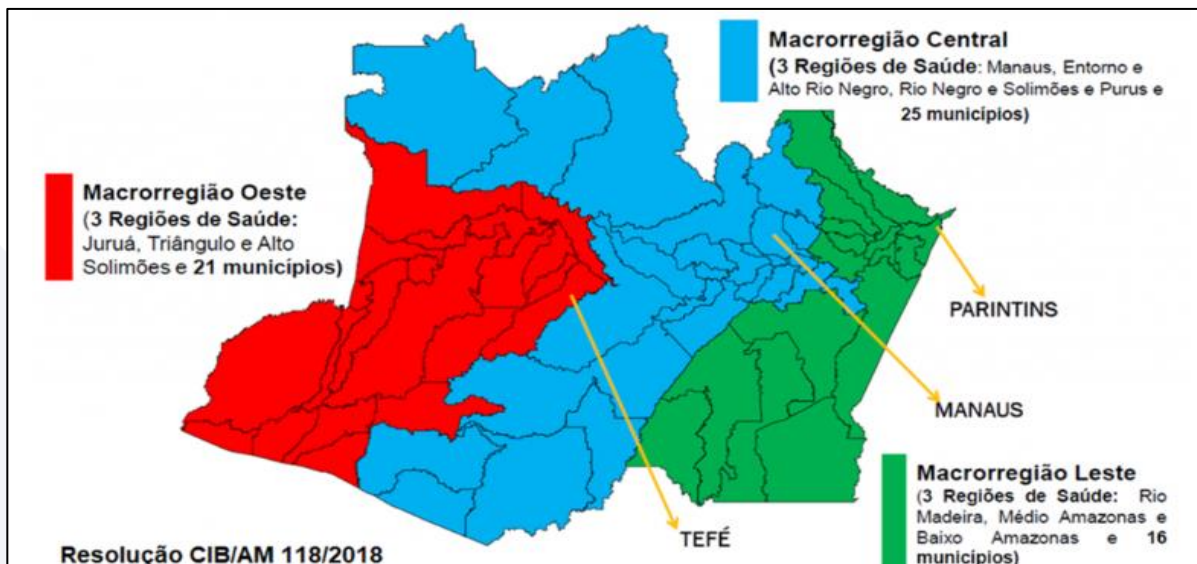 Macrorregião Central
(3 Regiões de Saúde: Manaus, Entorno e
Alto Rio Negro, Rio Negro e Solimões e Purus e
25 municípios)
Macrorregião Oeste
(3 Regiões de Saúde:
Juruá, Triângulo e Alto
Solimões e 21 municípios)
PARINTINS
MANAUS
Macrorregião Leste
(3 Regiões de Saúde: Rio
Madeira, Médio Amazonas e
Baixo Amazonas e 16
municípios)
TEFÉ
Resolução CIB/AM 118/2018